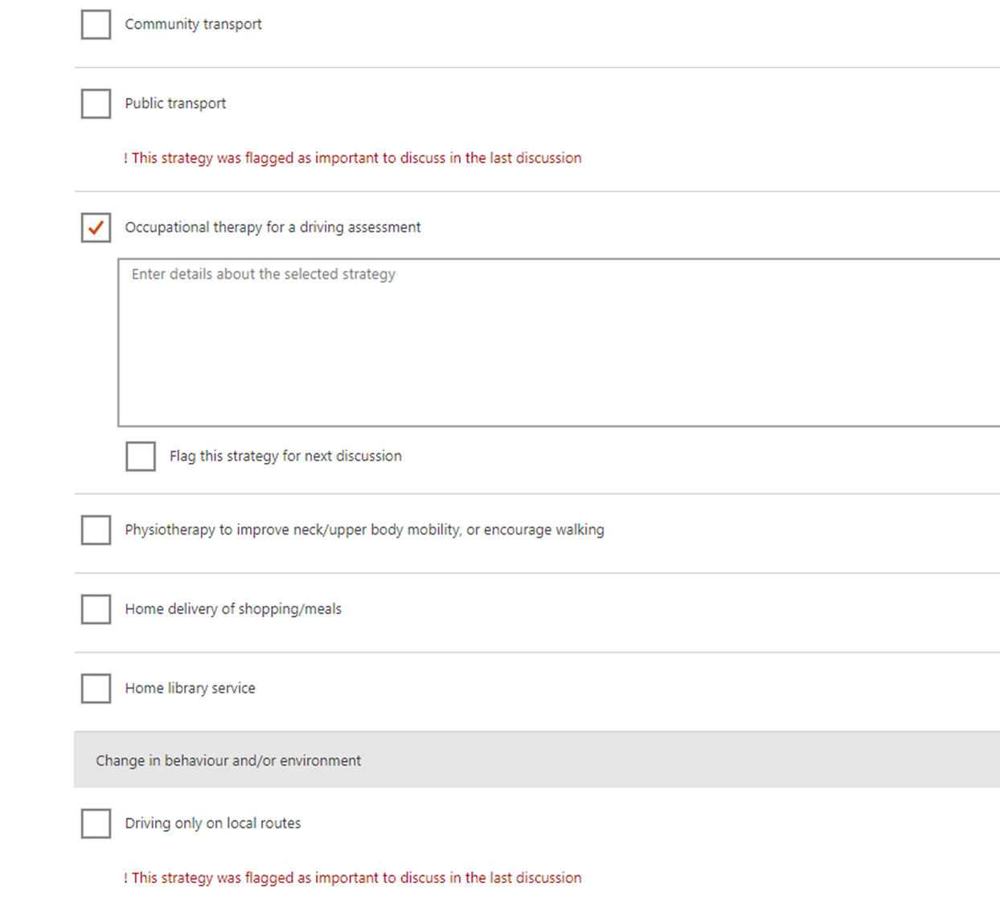 Community transport
Public transport
! This strategy was flagged as important to discuss in the last discussion
Occupational therapy for a driving assessment
Enter details about the selected strategy
Flag this strategy for next discussion
Physiotherapy to improve neck/upper body mobility, or encourage walking
Home delivery of shopping/meals
Home library service
Change in behaviour and/or environment
Driving only on local routes
! This strategy was flagged as important to discuss in the last discussion